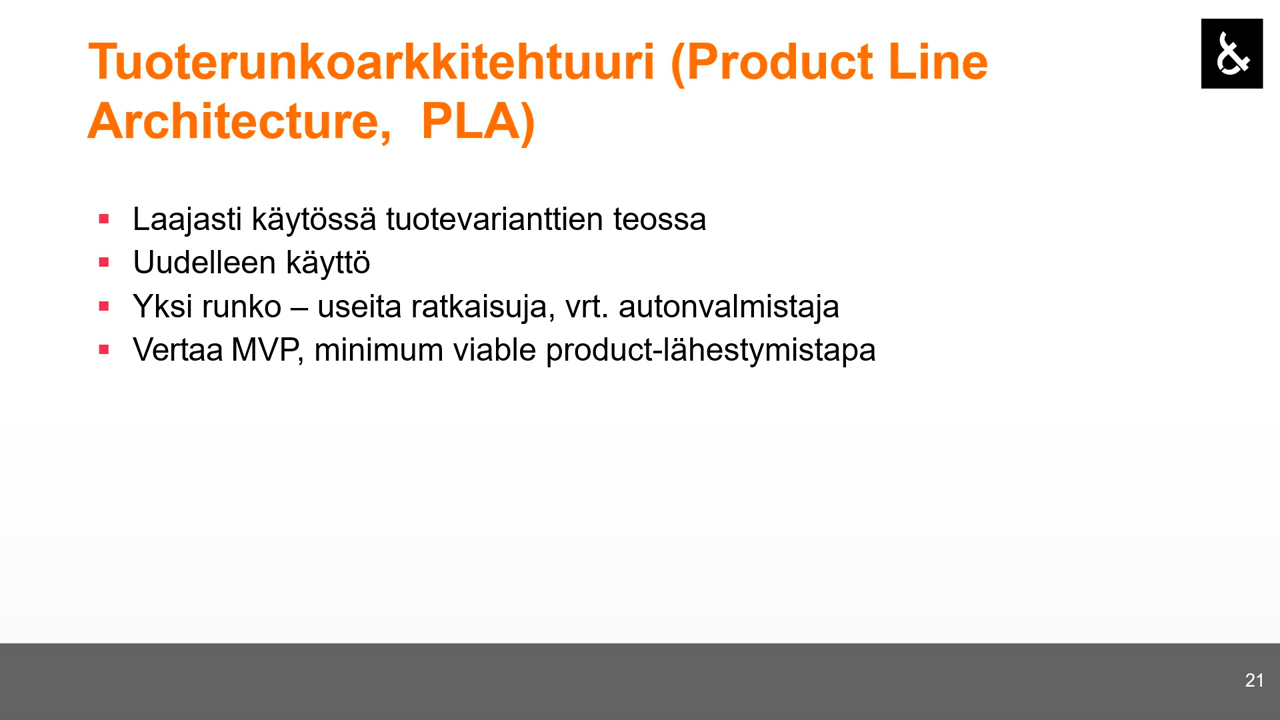 Tuoterunkoarkkitehtuuri (Product Line
Architecture, PLA)
&
▪ Laajasti käytössä tuotevarianttien teossa
▪ Uudelleen käyttö
▪ Yksi runko – useita ratkaisuja, vrt. autonvalmistaja
▪ Vertaa MVP, minimum viable product-lähestymistapa
21